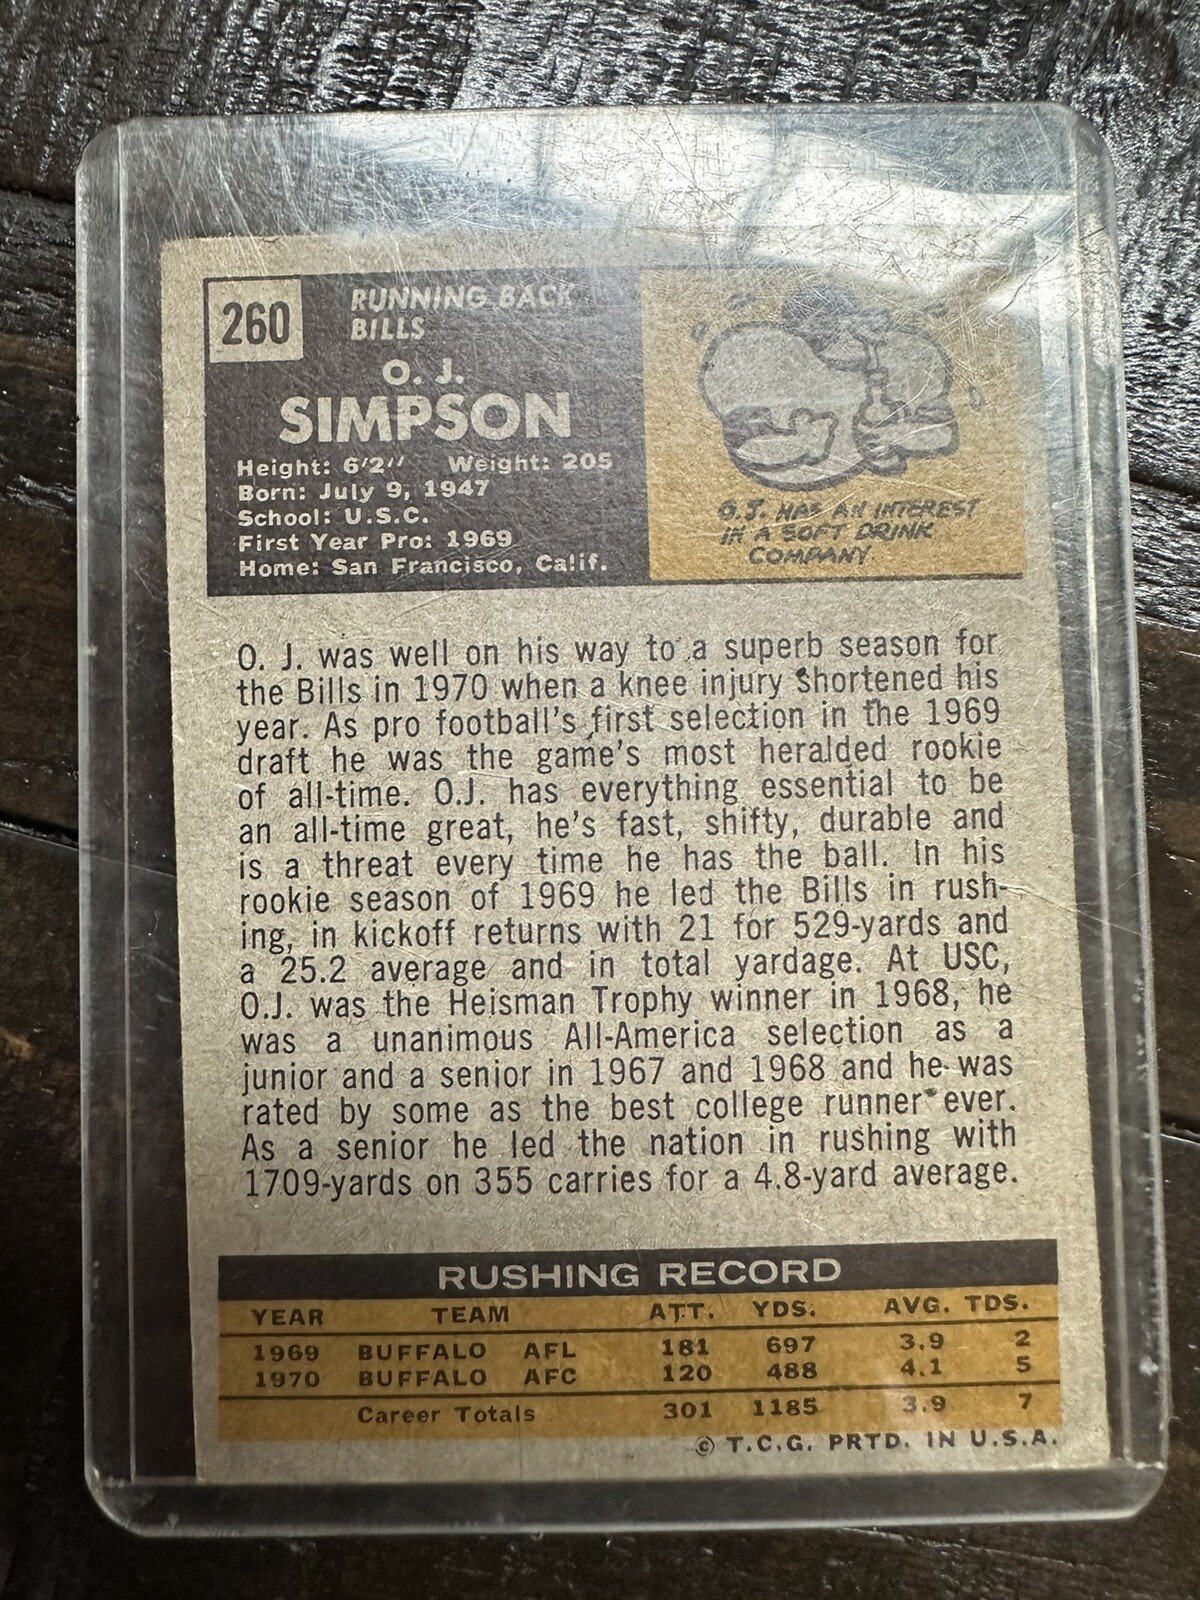 260
RUNNING BACK
BILLS
O. J.
SIMPSON
Height: 6'2" Weight: 205
Born: July 9, 1947
School: U.S.C.
First Year Pro: 1969
Home: San Francisco, Calif.
O.J. HAS AN INTEREST
IN A SOFT DRINK
COMPANY.
O. J. was well on his way to a superb season for
the Bills in 1970 when a knee injury shortened his
year. As pro football's first selection in the 1969
draft he was the game's most heralded rookie
of all-time. O.J. has everything essential to be
an all-time great, he's fast, shifty, durable and
is a threat every time he has the ball. In his
rookie season of 1969 he led the Bills in rush-
ing, in kickoff returns with 21 for 529-yards and
a 25.2 average and in total yardage. At USC,
O.J. was the Heisman Trophy winner in 1968, he
was a unanimous All-America selection as a
junior and a senior in 1967 and 1968 and he was
rated by some as the best college runner ever.
As a senior he led the nation in rushing with
1709-yards on 355 carries for a 4.8-yard average.
RUSHING RECORD
YEAR TEAM ATT. YDS. AVG. TDS.
1969 BUFFALO AFL 181 697 3.9 2
1970 BUFFALO AFC 120 488 4.1 5
Career Totals 301 1185 3.9 7
© T.C.G. PRTD. IN U.S.A.